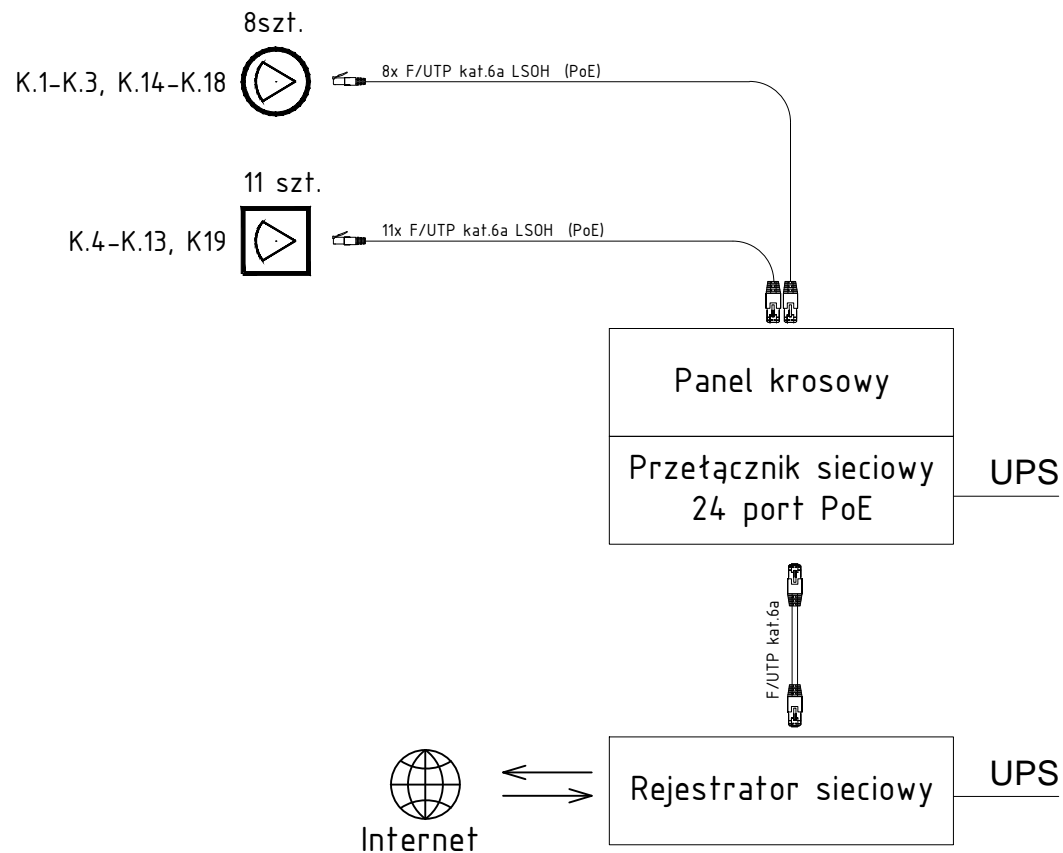 8szt.
K.1-K.3, K.14-K.18
8x F/UTP kat.6a LSOH (PoE)
11 szt.
K.4-K.13, K19
11x F/UTP kat.6a LSOH (PoE)
Panel krosowy
Przełącznik sieciowy
24 port PoE
UPS
F/UTP kat.6a
Rejestrator sieciowy
UPS
Internet